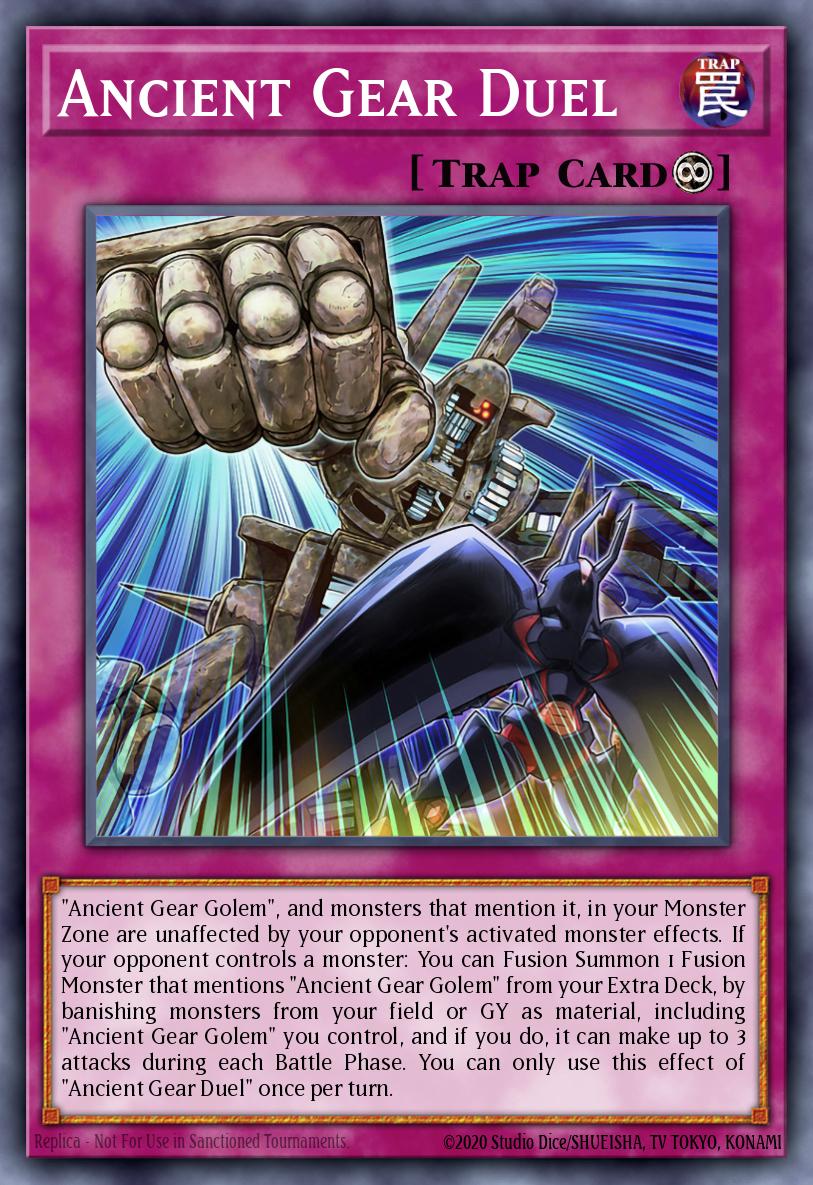 Ancient Gear Duel
TRAP
罠
[Trap Card]
"Ancient Gear Golem", and monsters that mention it, in your Monster
Zone are unaffected by your opponent's activated monster effects. If
your opponent controls a monster: You can Fusion Summon 1 Fusion
Monster that mentions "Ancient Gear Golem" from your Extra Deck, by
banishing monsters from your field or GY as material, including
"Ancient Gear Golem" you control, and if you do, it can make up to 3
attacks during each Battle Phase. You can only use this effect of
"Ancient Gear Duel" once per turn.
Replica - Not For Use in Sanctioned Tournaments.
©2020 Studio Dice/SHUEISHA, TV TOKYO, KONAMI